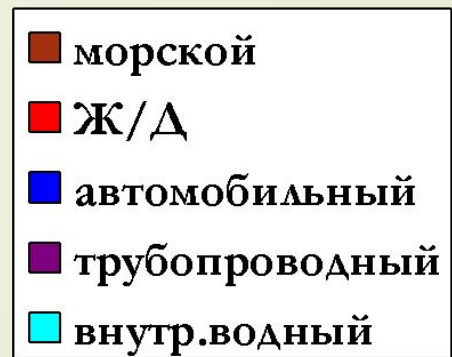 морской
Ж/Д
автомобильный
трубопроводный
внутр.водный